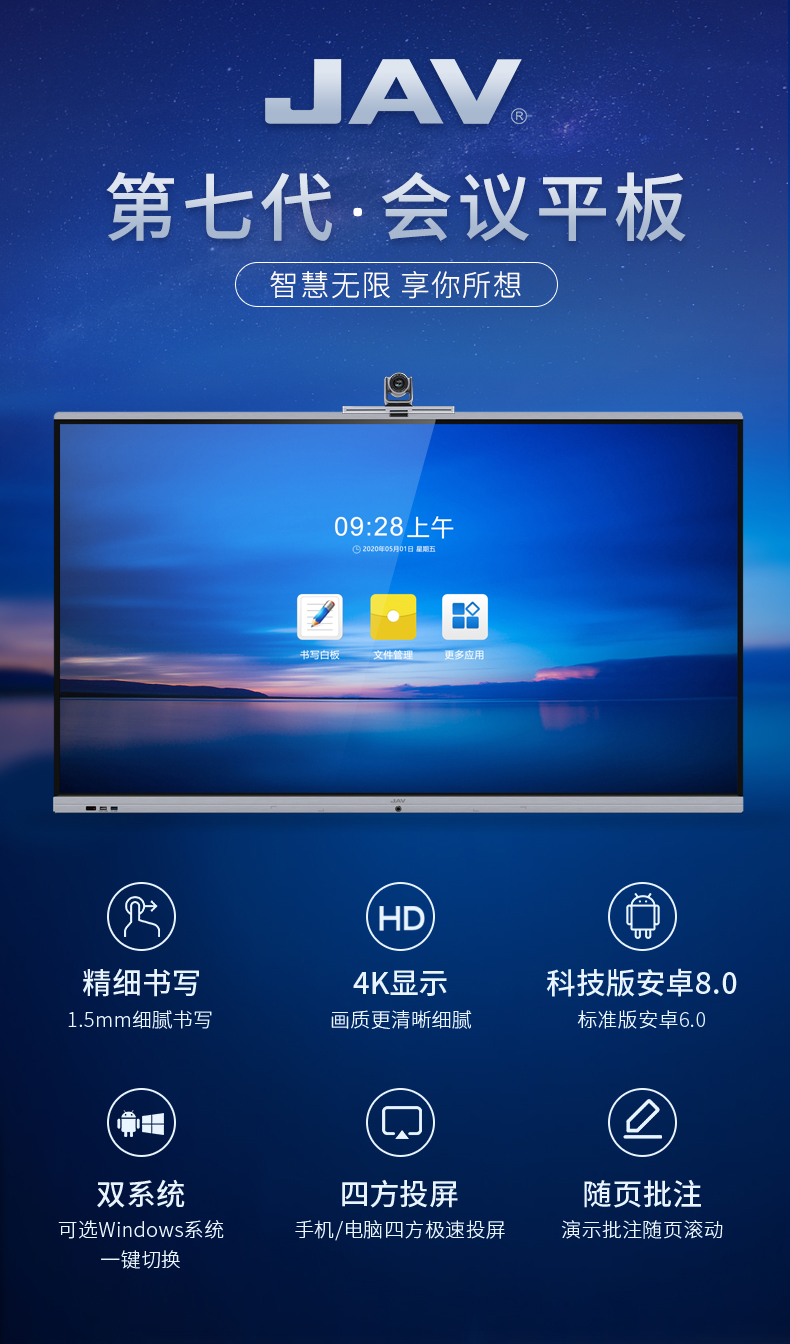 JAV®
第七代·会议平板
智慧无限 享你所想
09:28上午
2020年05月01日 星期五
书写白板 文件管理 更多应用
JAV
HD
精细书写 4K显示 科技版安卓8.0
1.5mm细腻书写 画质更清晰细腻 标准版安卓6.0
双系统 四方投屏 随页批注
可选Windows系统 手机/电脑四方极速投屏 演示批注随页滚动
一键切换